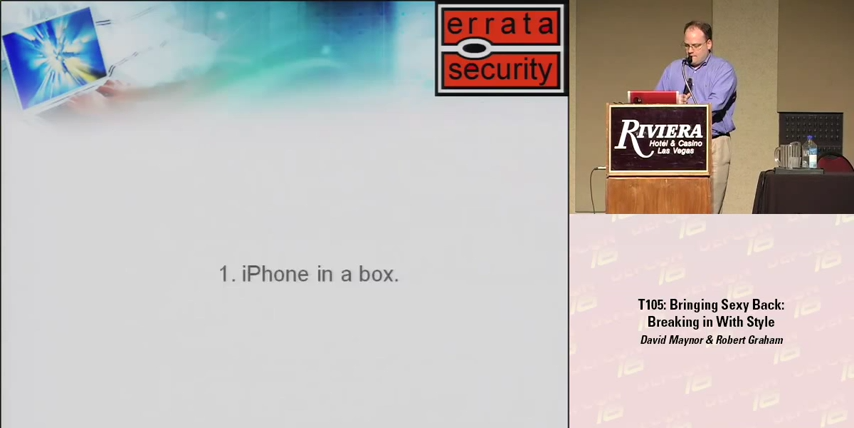 errata
security
1. iPhone in a box.
RIVIERA
Hotel & Casino
Las Vegas
T105: Bringing Sexy Back:
Breaking in With Style
David Maynor & Robert Graham